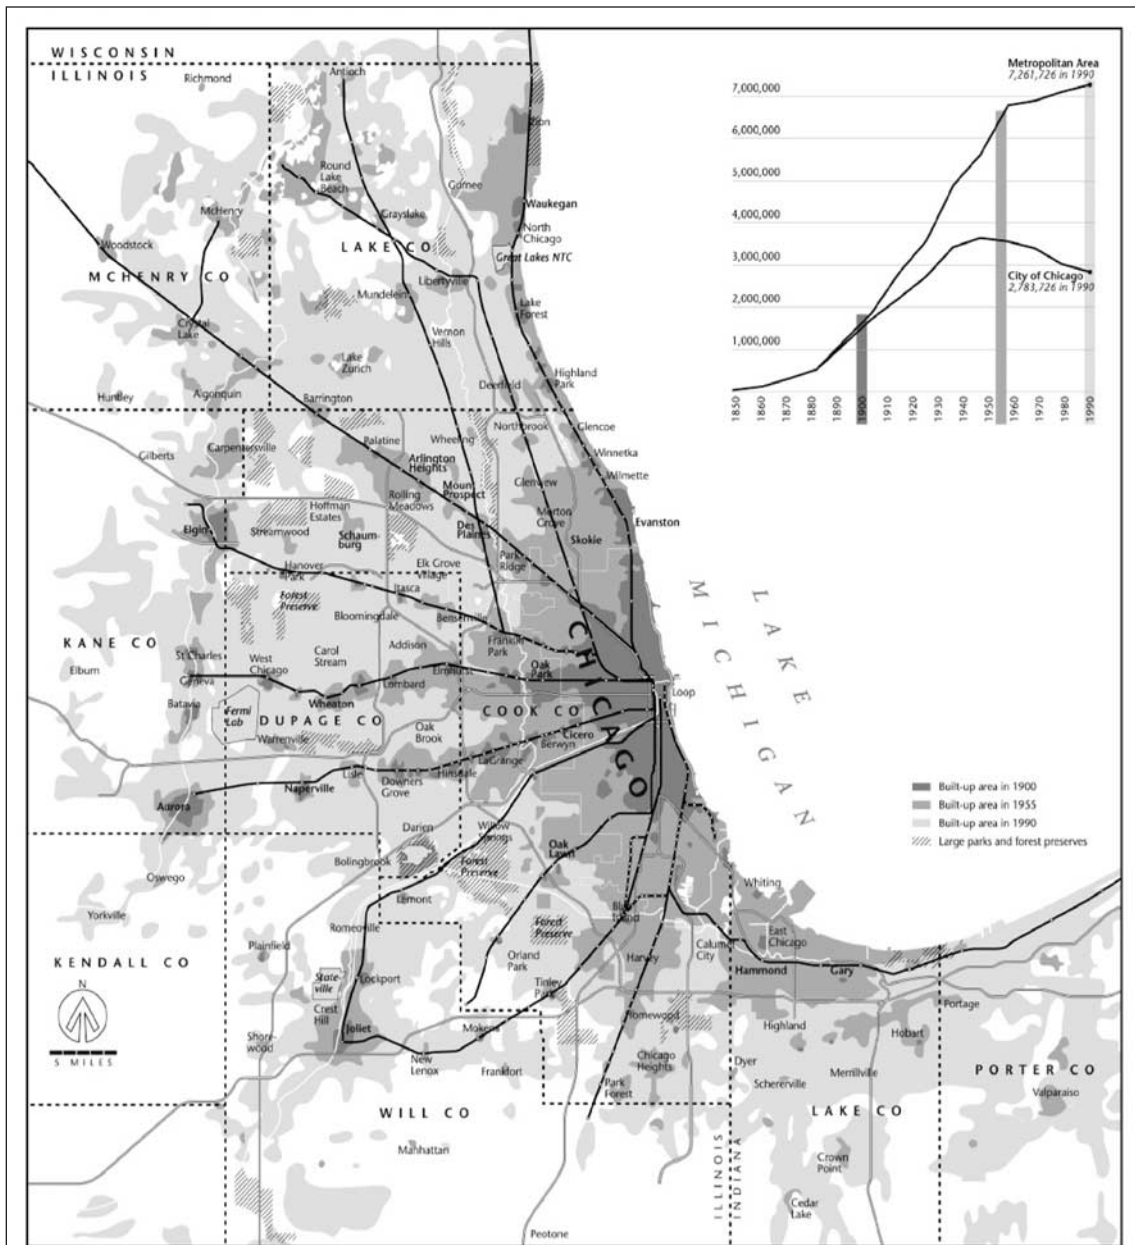 WISCONSIN
ILLINOIS
Richmond
Antioch
Zion
Round
Lake
Beach
Gurnee
Grayslake
Waukegan
McHenry
North
Chicago
Woodstock
LAKE CO
Great Lakes NTC
MCHENRY CO
Libertyville
Mundelein
Lake
Forest
Crystal
Lake
Vernon
Hills
Lake
Zurich
Highland
Park
Deerfield
Huntley
Algonquin
Barrington
Northbrook
Glencoe
Gilberts
Carpentersville
Palatine
Wheeling
Winnetka
Arlington
Heights
Wilmette
Mount
Prospect
Glenview
Rolling
Meadows
Hoffman
Estates
Morton
Grove
Evanston
Elgin
Streamwood
Schaum-
burg
Des
Plaines
Skokie
Park
Ridge
Hanover
Park
Elk Grove
Village
Itasca
Forest
Preserve
Bloomingdale
Bensenville
LAKE
MICHIGAN
CHICAGO
KANE CO
Addison
Franklin
Park
Elburn
St Charles
Geneva
West
Chicago
Carol
Stream
Elmhurst
Oak
Park
Lombard
Loop
Batavia
Fermi
Lab
Wheaton
DUPAGE CO
COOK CO
Warrenville
Oak
Brook
Cicero
Berwyn
Lisle
LaGrange
Hinsdale
Downers
Grove
Naperville
Aurora
Darien
Willow
Springs
Bolingbrook
Forest
Preserve
Oak
Lawn
Oswego
Lemont
Whiting
Yorkville
Romeoville
Blue
Island
Forest
Preserve
East
Chicago
Plainfield
Calumet
City
KENDALL CO
Orland
Park
Harvey
Hammond
Gary
State-
ville
Lockport
Tinley
Park
Crest
Hill
Portage
N
5 MILES
Shore-
wood
Joliet
Mokena
Homewood
Highland
Hobart
New
Lenox
Frankfort
Chicago
Heights
Dyer
Merrillville
Schererville
PORTER CO
Valparaiso
Park
Forest
WILL CO
LAKE CO
Manhattan
ILLINOIS
INDIANA
Crown
Point
Cedar
Lake
Peotone
Metropolitan Area
7,261,726 in 1990
7,000,000
6,000,000
5,000,000
4,000,000
3,000,000
City of Chicago
2,783,726 in 1990
2,000,000
1,000,000
1850
1860
1870
1880
1890
1900
1910
1920
1930
1940
1950
1960
1970
1980
1990
Built-up area in 1900
Built-up area in 1955
Built-up area in 1990
Large parks and forest preserves